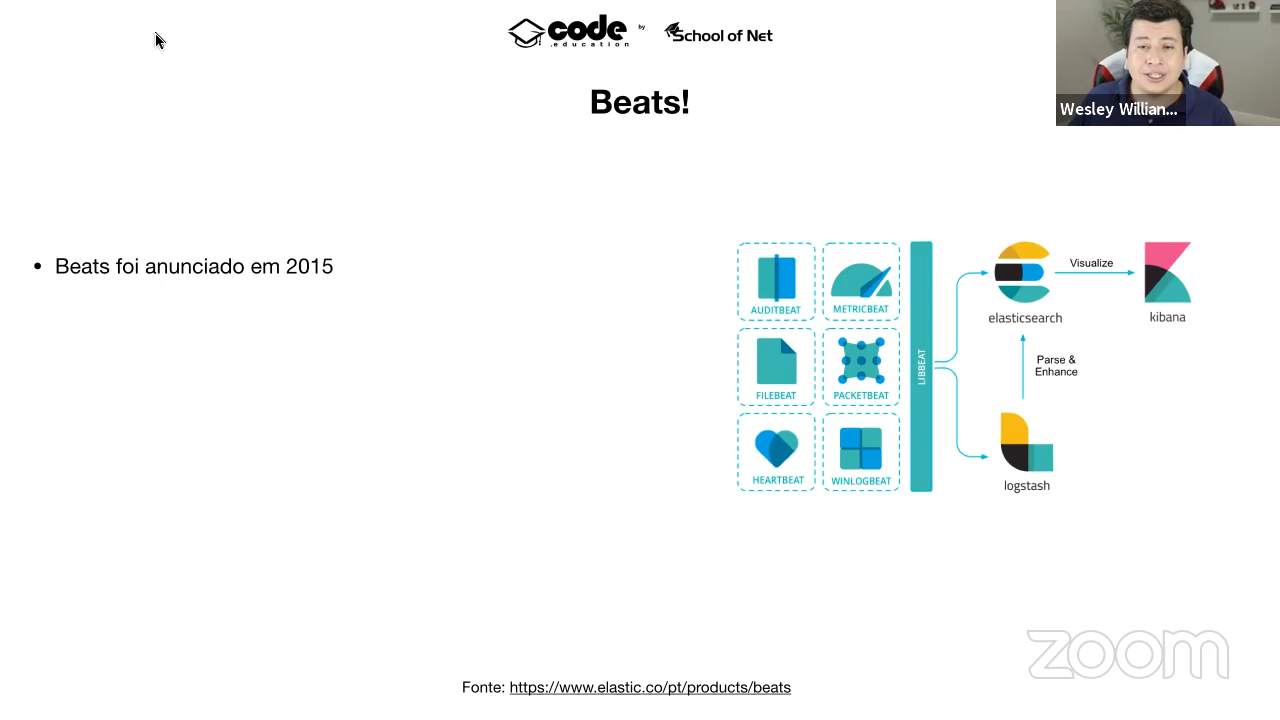 code
.education
by
School of Net
Wesley Willian...
Beats!
• Beats foi anunciado em 2015
AUDITBEAT
METRICBEAT
FILEBEAT
PACKETBEAT
HEARTBEAT
WINLOGBEAT
LIBBEAT
elasticsearch
Visualize
kibana
Parse &
Enhance
logstash
zoom
Fonte: https://www.elastic.co/pt/products/beats